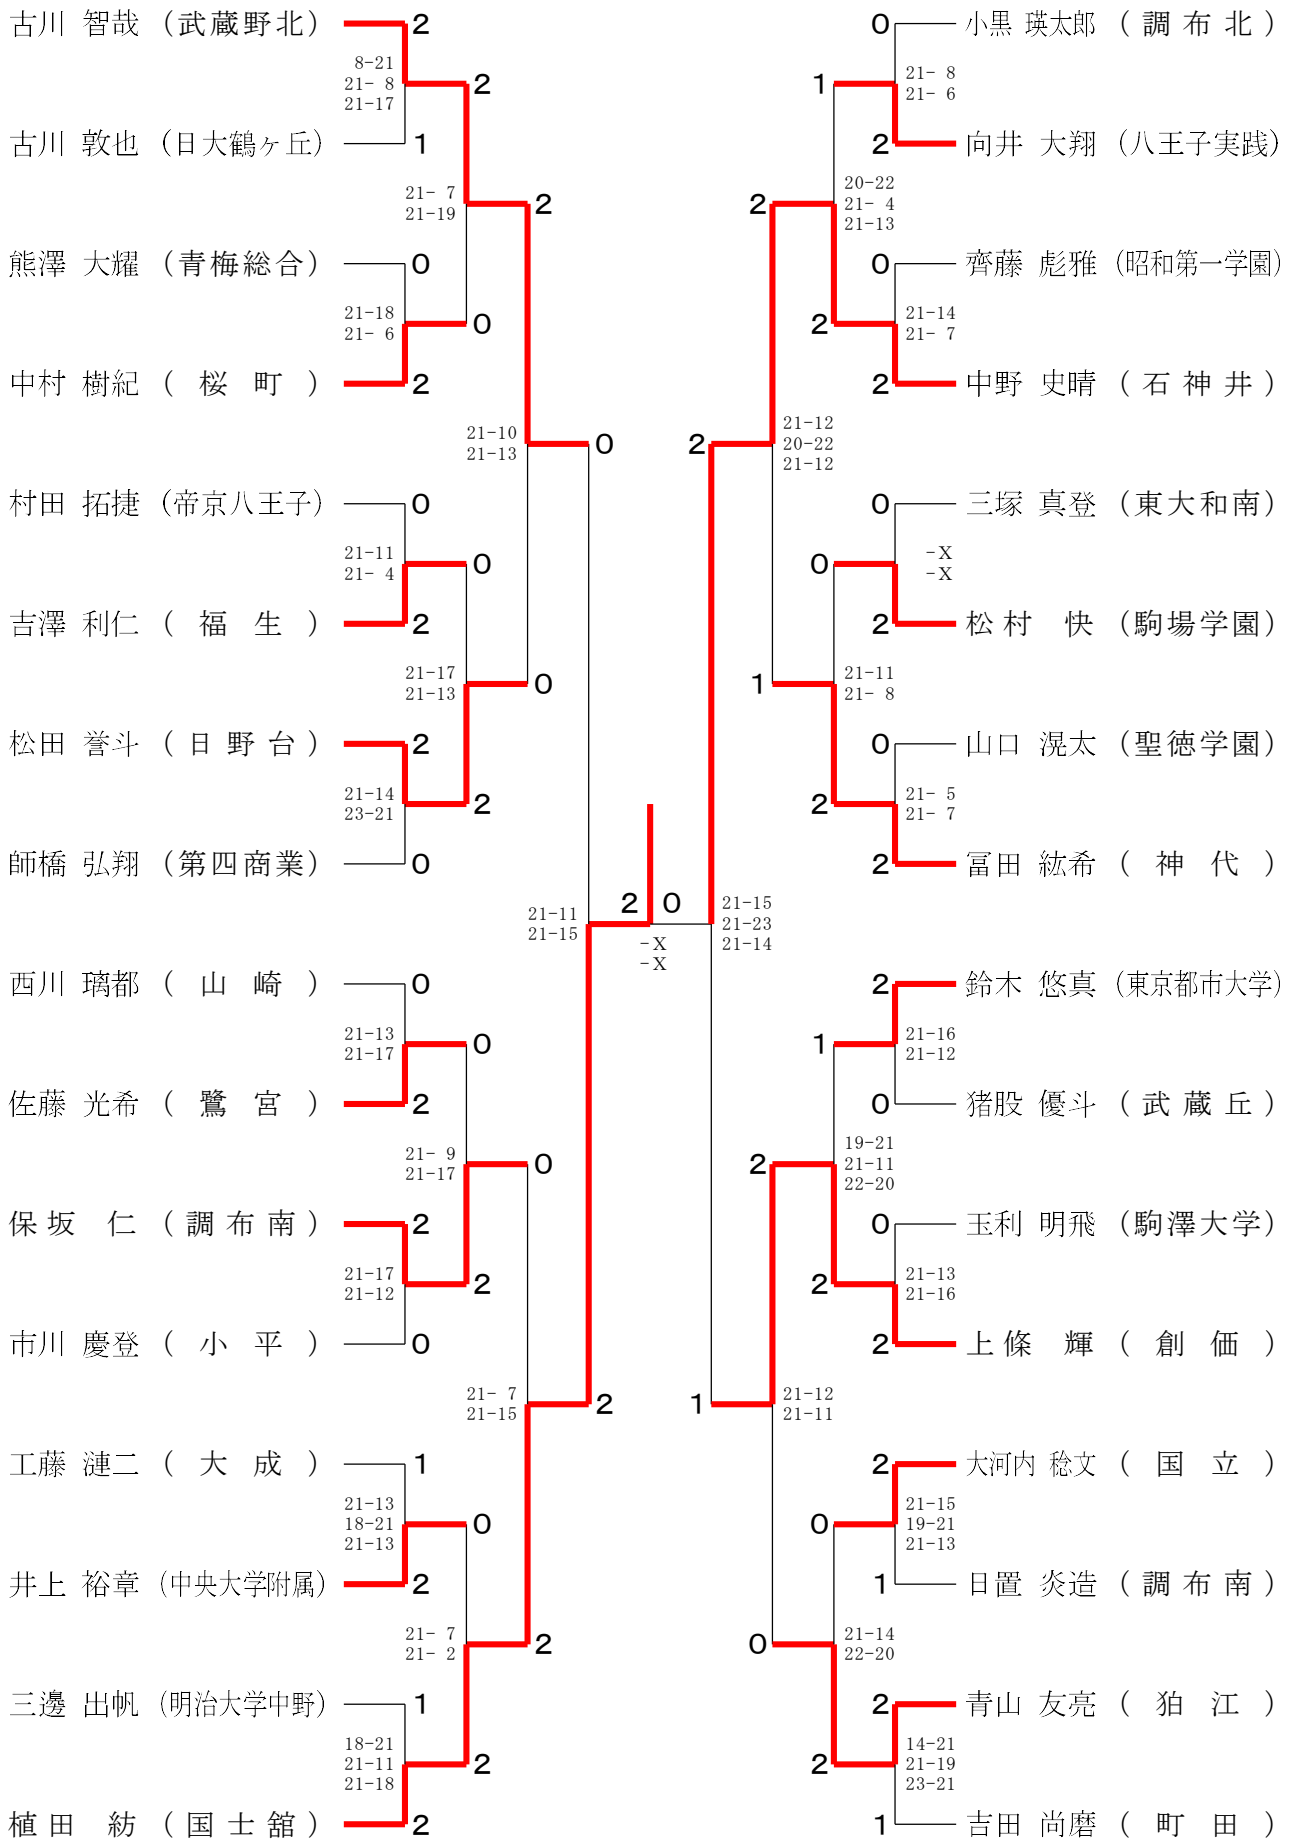 古川 智哉 (武蔵野北) 2
8-21
21- 8
21-17
2
古川 敦也 (日大鶴ヶ丘) 1
21- 7
21-19
2
熊澤 大耀 (青梅総合) 0
21-18
21- 6
0
中村 樹紀 ( 桜 町 ) 2
21-10
21-13
0
村田 拓捷 (帝京八王子) 0
21-11
21- 4
0
吉澤 利仁 ( 福 生 ) 2
21-17
21-13
0
松田 誉斗 ( 日 野 台 ) 2
21-14
23-21
2
師橋 弘翔 (第四商業) 0
21-11
21-15
西川 璃都 ( 山 崎 ) 0
21-13
21-17
0
佐藤 光希 ( 鷺 宮 ) 2
21- 9
21-17
0
保坂 仁 ( 調 布 南 ) 2
21-17
21-12
2
市川 慶登 ( 小 平 ) 0
21- 7
21-15
2
工藤 漣二 ( 大 成 ) 1
21-13
18-21
21-13
0
井上 裕章 (中央大学附属) 2
21- 7
21- 2
2
三邊 出帆 (明治大学中野) 1
18-21
21-11
21-18
2
植田 紡 ( 国 士 舘 ) 2
2 0
-X
-X
0 小黒 瑛太郎 ( 調 布 北 )
1
21- 8
21- 6
2 向井 大翔 (八王子実践)
2
20-22
21- 4
21-13
0 齊藤 彪雅 (昭和第一学園)
2
21-14
21- 7
2 中野 史晴 ( 石 神 井 )
2
21-12
20-22
21-12
0 三塚 真登 (東大和南)
0
-X
-X
2 松村 快 (駒場学園)
1
21-11
21- 8
0 山口 滉太 (聖徳学園)
2
21- 5
21- 7
2 冨田 紘希 ( 神 代 )
21-15
21-23
21-14
2 鈴木 悠真 (東京都市大学)
1
21-16
21-12
0 猪股 優斗 ( 武 蔵 丘 )
2
19-21
21-11
22-20
0 玉利 明飛 (駒澤大学)
2
21-13
21-16
2 上條 輝 ( 創 価 )
1
21-12
21-11
2 大河内 稔文 ( 国 立 )
0
21-15
19-21
21-13
1 日置 炎造 ( 調 布 南 )
0
21-14
22-20
2 青山 友亮 ( 狛 江 )
2
14-21
21-19
23-21
1 吉田 尚磨 ( 町 田 )